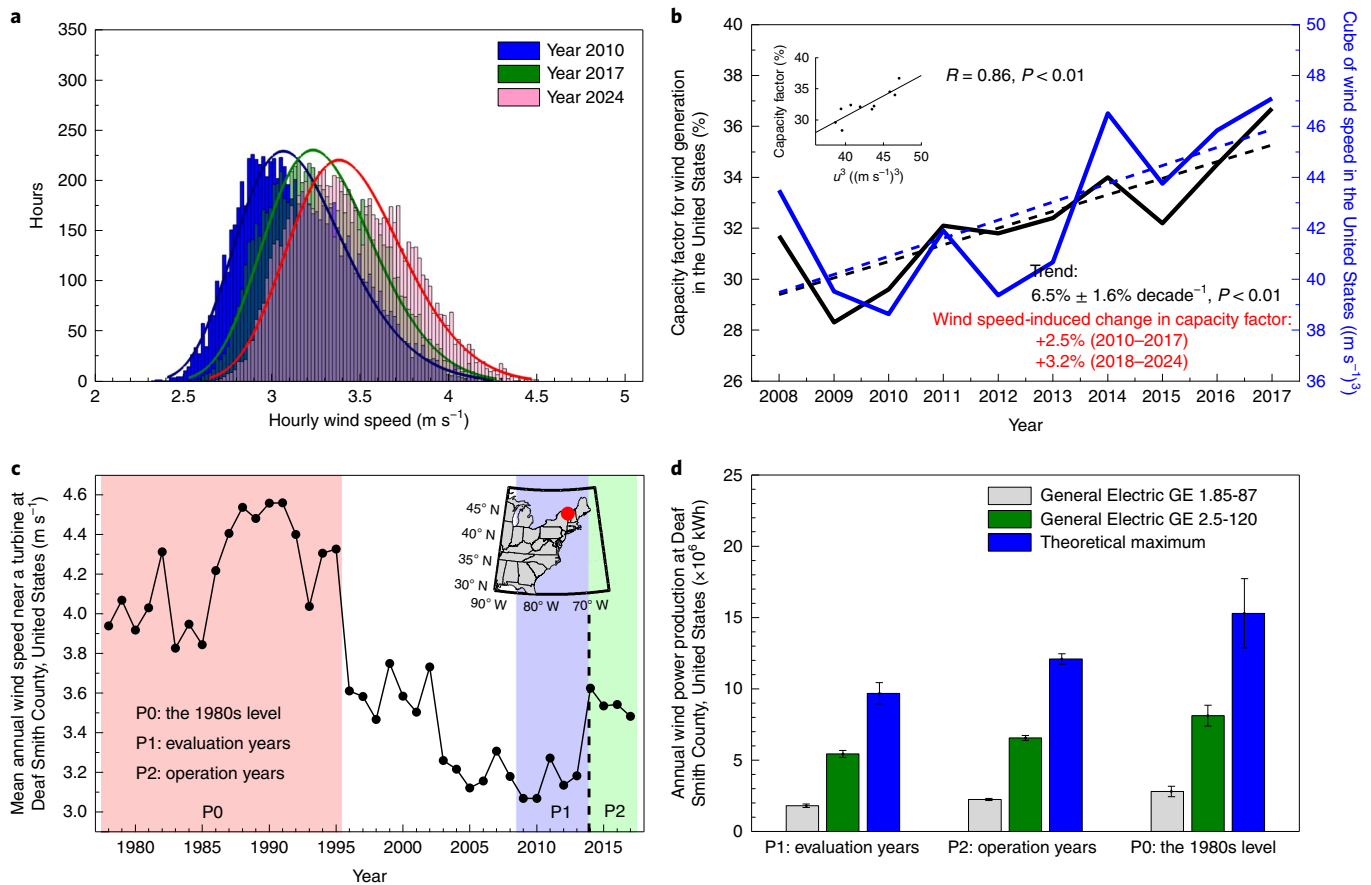 a
350
300
250
200
150
100
50
0
Hours
Year 2010
Year 2017
Year 2024
2 2.5 3 3.5 4 4.5 5
Hourly wind speed (m s⁻¹)
b
Capacity factor for wind generation
in the United States (%)
40
38
36
34
32
30
28
26
Capacity factor (%)
40
35
30
40 45 50
u³ ((m s⁻¹)³)
R = 0.86, P < 0.01
Trend:
6.5% ± 1.6% decade⁻¹, P < 0.01
Wind speed-induced change in capacity factor:
+2.5% (2010–2017)
+3.2% (2018–2024)
50
48
46
44
42
40
38
36
Cube of wind speed in the United States ((m s⁻¹)³)
2008 2009 2010 2011 2012 2013 2014 2015 2016 2017
Year
c
Mean annual wind speed near a turbine at
Deaf Smith County, United States (m s⁻¹)
4.6
4.4
4.2
4.0
3.8
3.6
3.4
3.2
3.0
45° N
40° N
35° N
30° N
90° W 80° W 70° W
P0: the 1980s level
P1: evaluation years
P2: operation years
P0 P1 P2
1980 1985 1990 1995 2000 2005 2010 2015
Year
d
Annual wind power production at Deaf
Smith County, United States (×10⁶ kWh)
25
20
15
10
5
0
General Electric GE 1.85-87
General Electric GE 2.5-120
Theoretical maximum
P1: evaluation years P2: operation years P0: the 1980s level